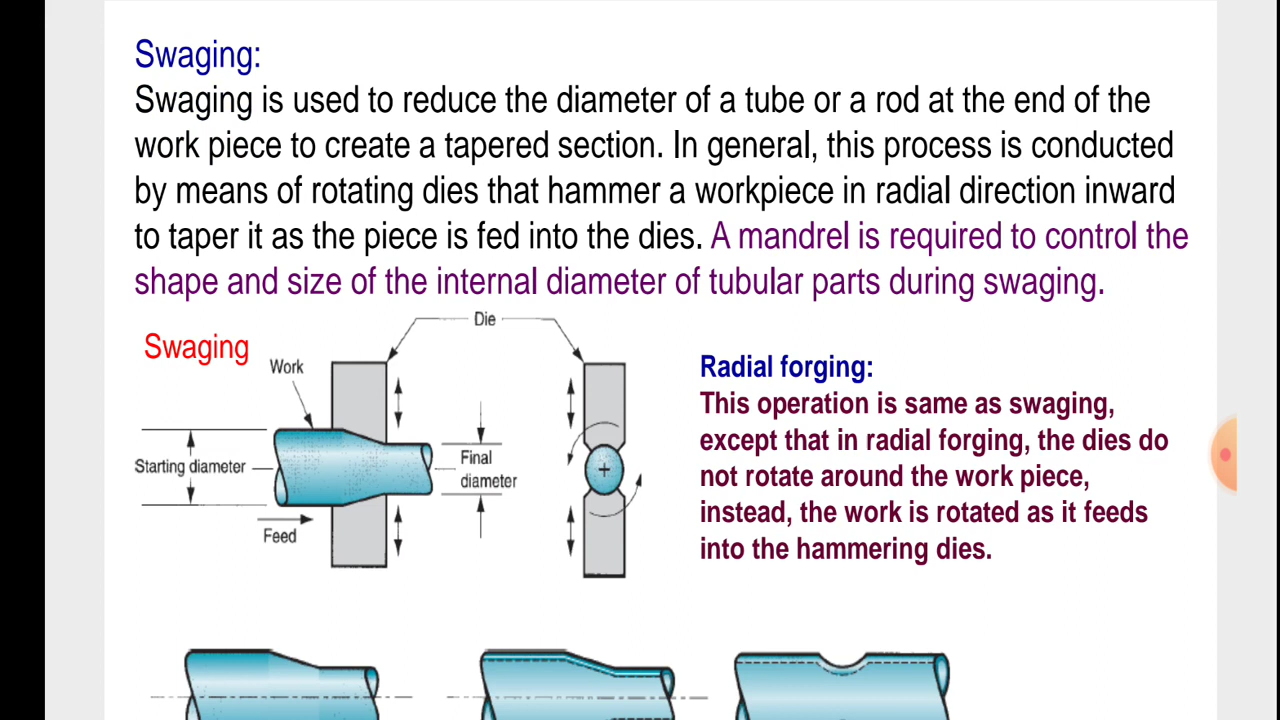 Swaging:
Swaging is used to reduce the diameter of a tube or a rod at the end of the
work piece to create a tapered section. In general, this process is conducted
by means of rotating dies that hammer a workpiece in radial direction inward
to taper it as the piece is fed into the dies. A mandrel is required to control the
shape and size of the internal diameter of tubular parts during swaging.
Swaging
Die
Work
Starting diameter
Final
diameter
Feed
Radial forging:
This operation is same as swaging,
except that in radial forging, the dies do
not rotate around the work piece,
instead, the work is rotated as it feeds
into the hammering dies.